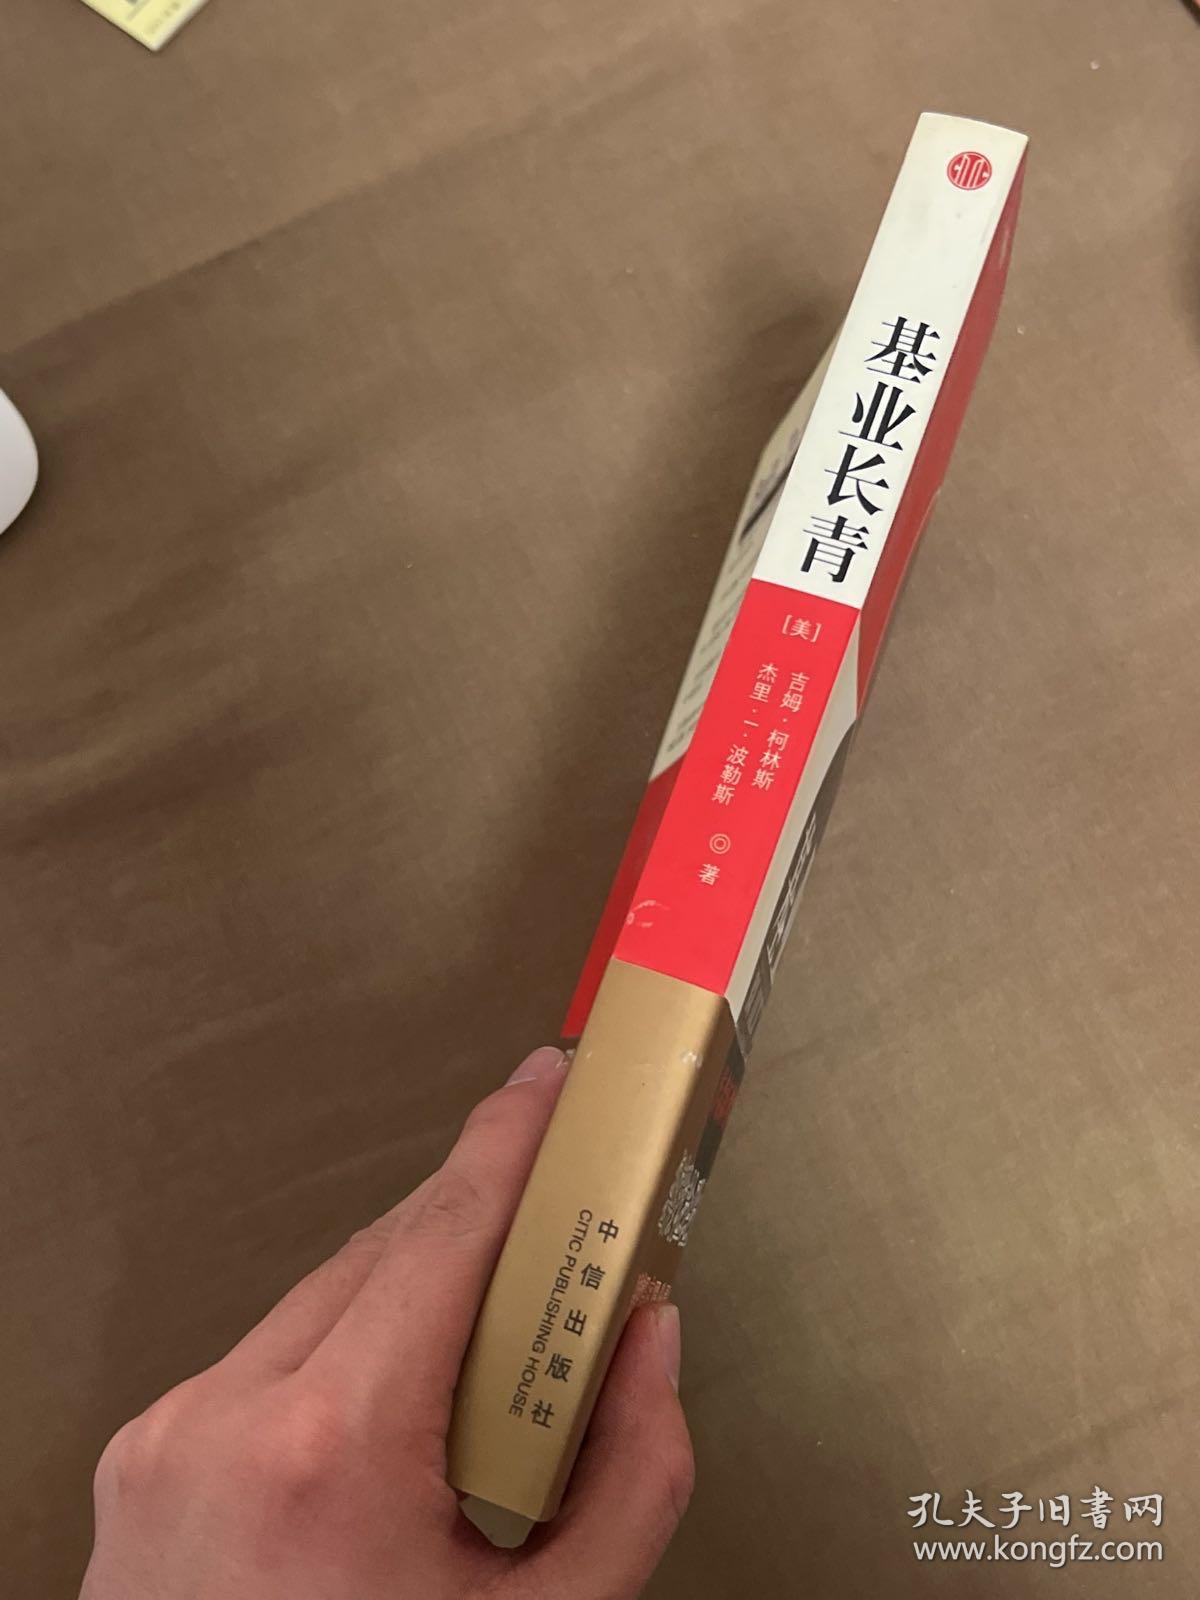 基业长青
[美]
吉姆·柯林斯
杰里·I·波勒斯
◎ 著
中信出版社
CITIC PUBLISHING HOUSE
孔夫子旧书网
www.kongfz.com